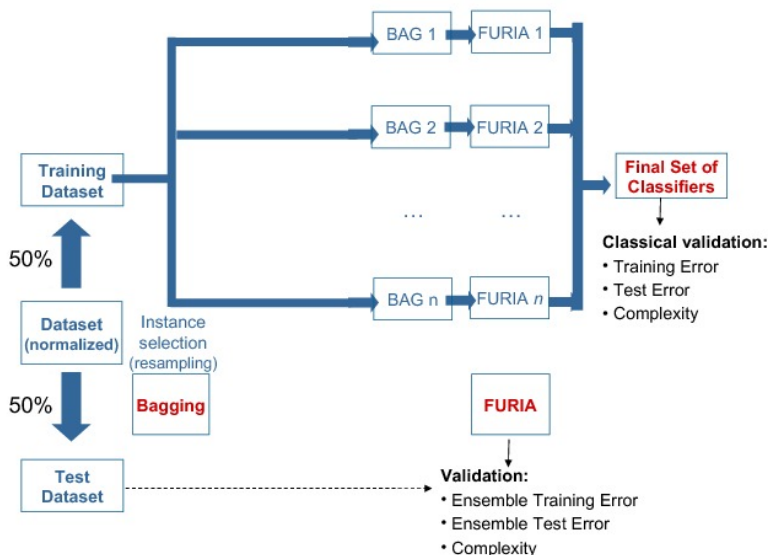 BAG 1
FURIA 1
BAG 2
FURIA 2
Training
Dataset
Final Set of
Classifiers
...
...
50%
Classical validation:
• Training Error
• Test Error
• Complexity
BAG n
FURIA n
Dataset
(normalized)
Instance
selection
(resampling)
50%
Bagging
FURIA
Test
Dataset
Validation:
• Ensemble Training Error
• Ensemble Test Error
• Complexity